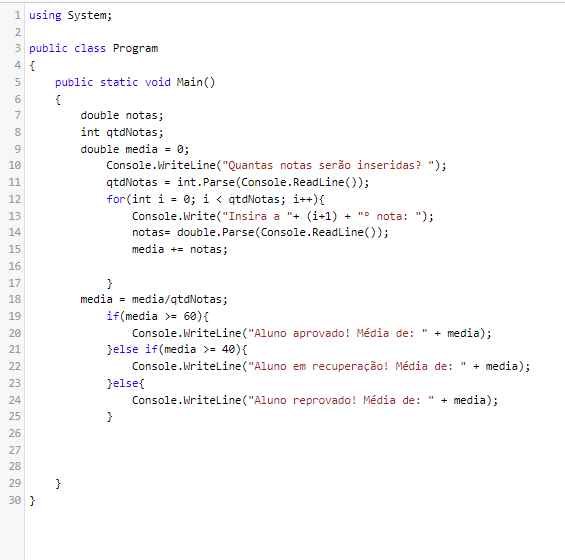 1 using System;
2
3 public class Program
4 {
5     public static void Main()
6     {
7         double notas;
8         int qtdNotas;
9         double media = 0;
10             Console.WriteLine("Quantas notas serão inseridas? ");
11             qtdNotas = int.Parse(Console.ReadLine());
12             for(int i = 0; i < qtdNotas; i++){
13                 Console.Write("Insira a "+ (i+1) + "° nota: ");
14                 notas= double.Parse(Console.ReadLine());
15                 media += notas;
16
17             }
18         media = media/qtdNotas;
19             if(media >= 60){
20                 Console.WriteLine("Aluno aprovado! Média de: " + media);
21             }else if(media >= 40){
22                 Console.WriteLine("Aluno em recuperação! Média de: " + media);
23             }else{
24                 Console.WriteLine("Aluno reprovado! Média de: " + media);
25             }
26
27
28
29     }
30 }